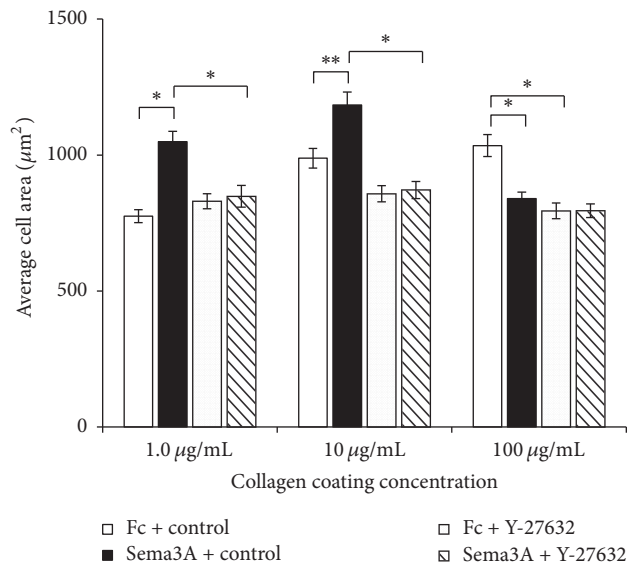 1500
1000
500
0
Average cell area (μm²)
*
*
**
*
*
*
1.0 μg/mL
10 μg/mL
100 μg/mL
Collagen coating concentration
Fc + control
Fc + Y-27632
Sema3A + control
Sema3A + Y-27632